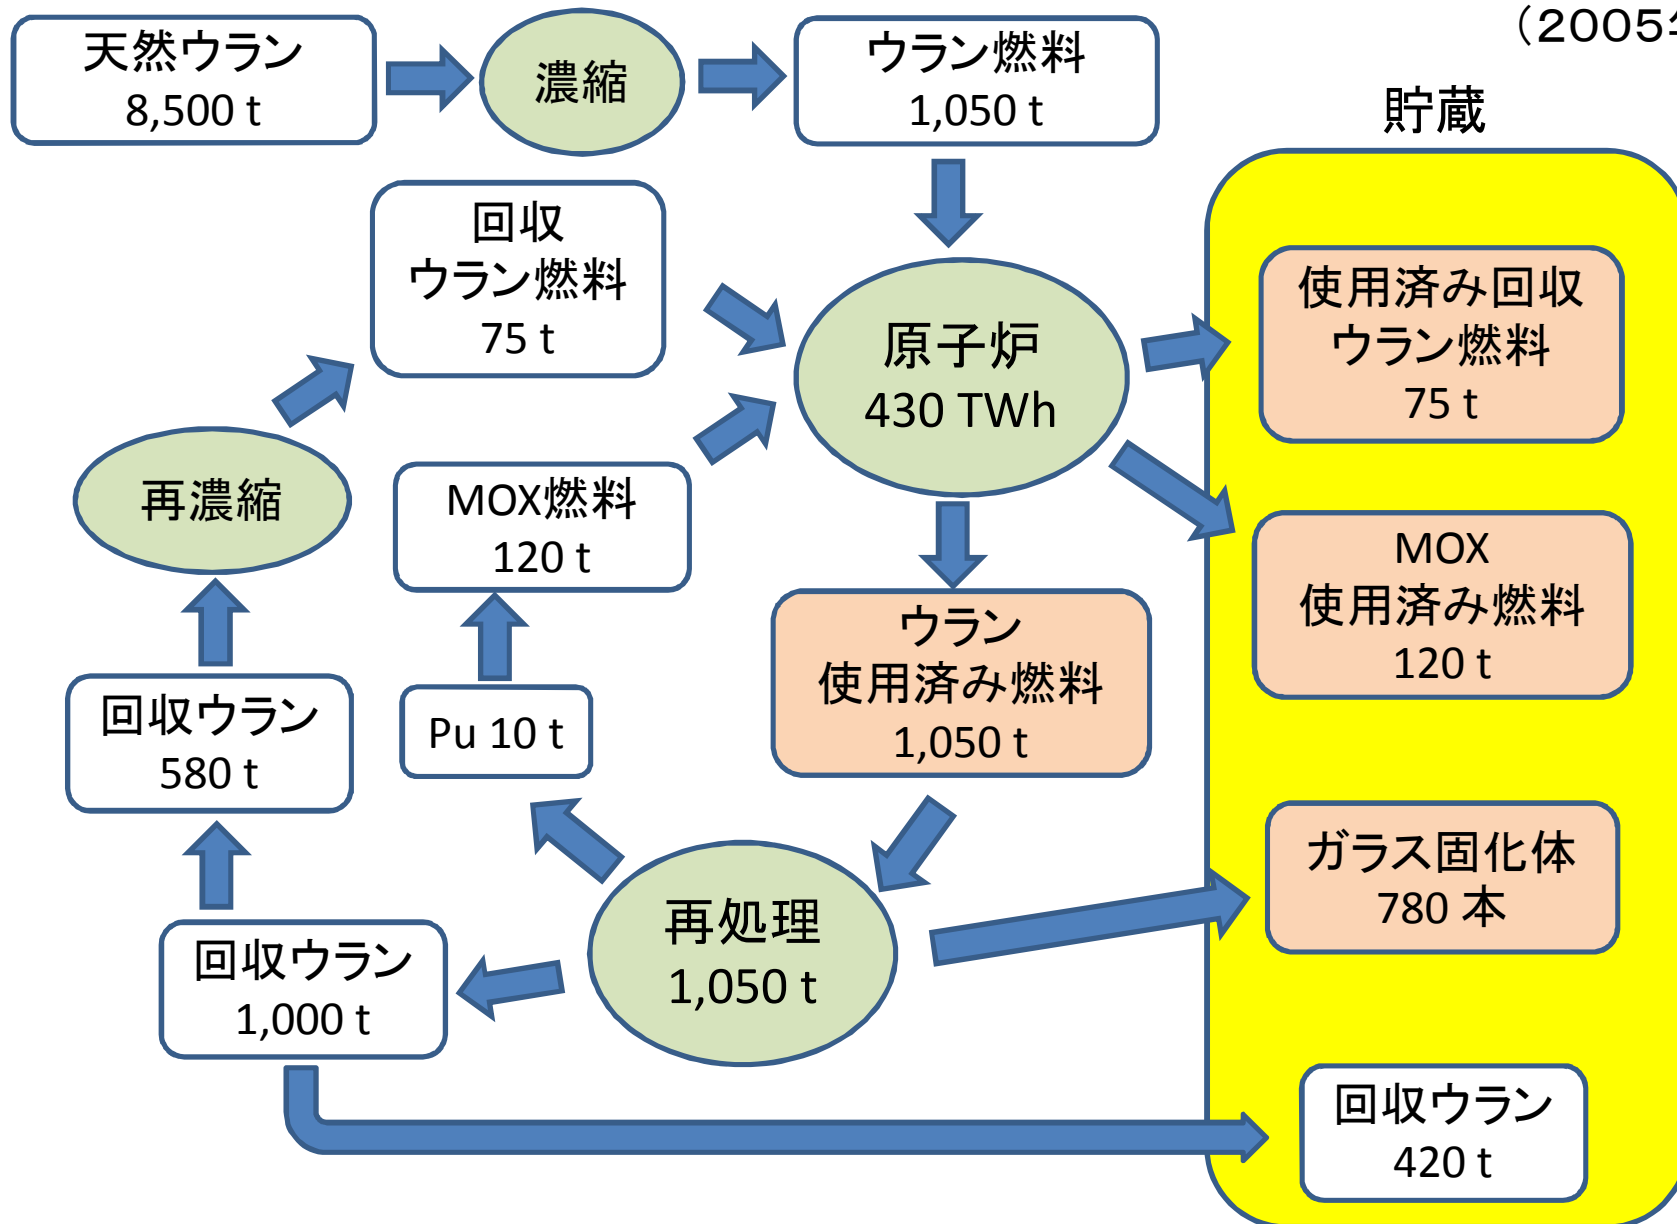 （2005年
天然ウラン
8,500 t
濃縮
ウラン燃料
1,050 t
貯蔵
回収
ウラン燃料
75 t
原子炉
430 TWh
使用済み回収
ウラン燃料
75 t
再濃縮
MOX燃料
120 t
MOX
使用済み燃料
120 t
ウラン
使用済み燃料
1,050 t
回収ウラン
580 t
Pu 10 t
ガラス固化体
780 本
再処理
1,050 t
回収ウラン
1,000 t
回収ウラン
420 t